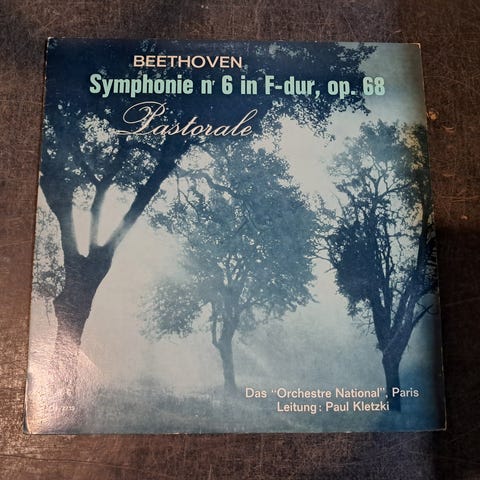 BEETHOVEN
Symphonie n° 6 in F-dur, op. 68
Pastorale
Das "Orchestre National", Paris
Leitung: Paul Kletzki